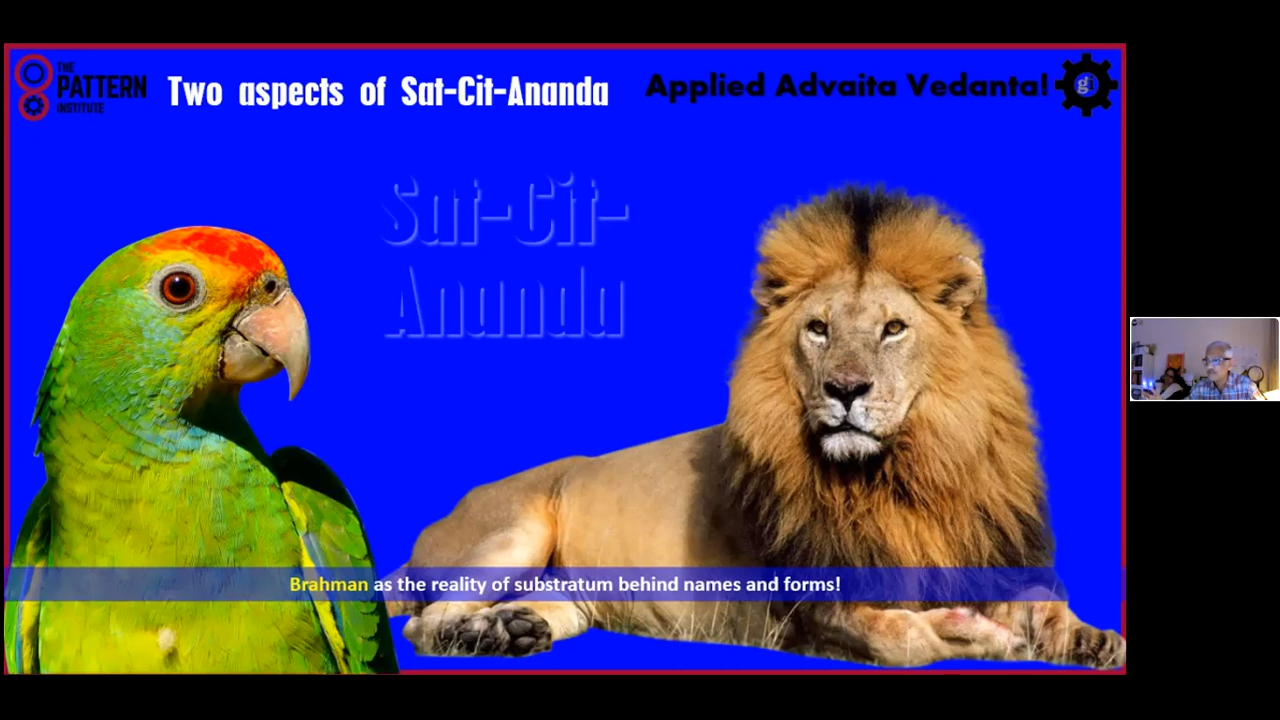 THE
PATTERN
INSTITUTE
Two aspects of Sat-Cit-Ananda
Applied Advaita Vedanta!
Sat-Cit-
Ananda
Brahman as the reality of substratum behind names and forms!